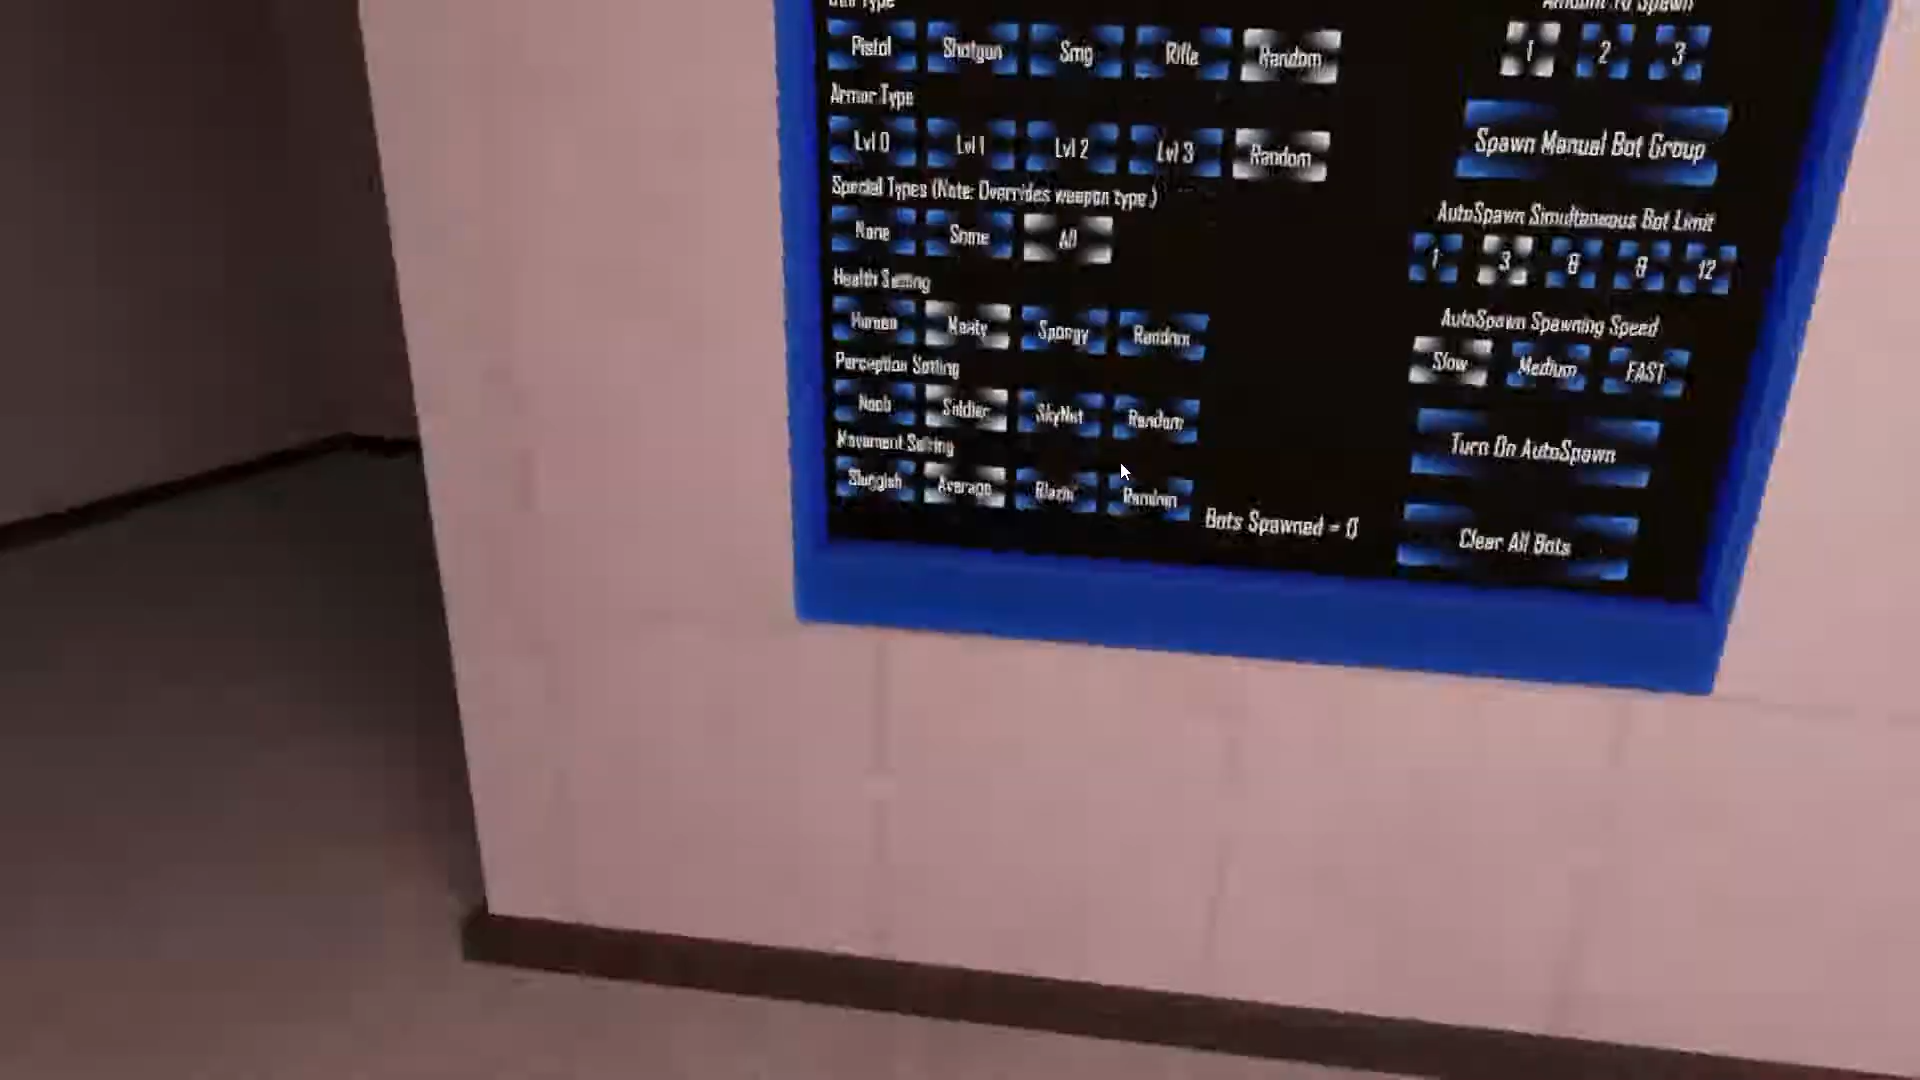 Gun Type
Pistol Shotgun Smg Rifle Random
Armor Type
Lvl 0 Lvl 1 Lvl 2 Lvl 3 Random
Special Types (Note: Overrides weapon type.)
None Some All
Health Setting
Human Meaty Spongy Random
Perception Setting
Noob Soldier SkyNet Random
Movement Setting
Sluggish Average Random
Bots Spawned = 0
Amount To Spawn
1 2 3
Spawn Manual Bot Group
AutoSpawn Simultaneous Bot Limit
1 3 12
AutoSpawn Spawning Speed
Slow Medium FAST
Turn On AutoSpawn
Clear All Bots